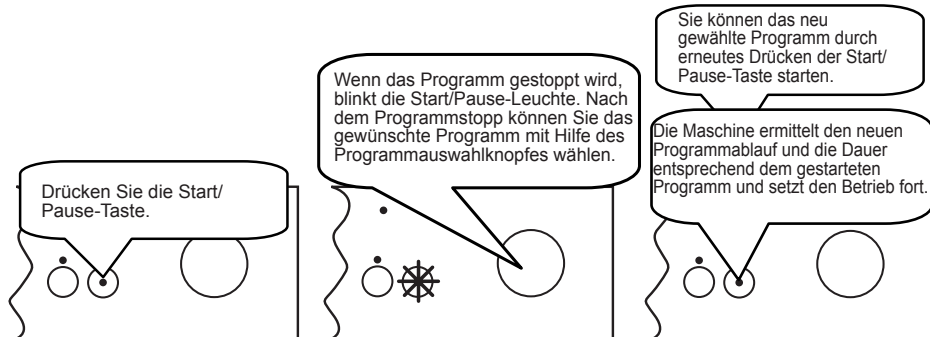 Drücken Sie die Start/
Pause-Taste.
Wenn das Programm gestoppt wird,
blinkt die Start/Pause-Leuchte. Nach
dem Programmstopp können Sie das
gewünschte Programm mit Hilfe des
Programmauswahlknopfes wählen.
Sie können das neu
gewählte Programm durch
erneutes Drücken der Start/
Pause-Taste starten.
Die Maschine ermittelt den neuen
Programmablauf und die Dauer
entsprechend dem gestarteten
Programm und setzt den Betrieb fort.